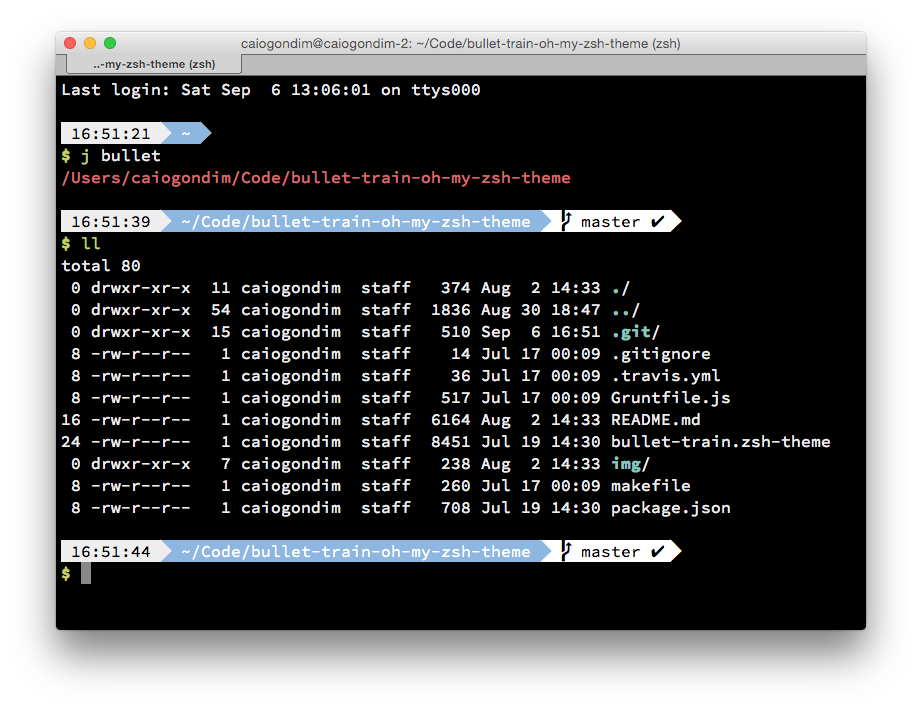 caiogondim@caiogondim-2: ~/Code/bullet-train-oh-my-zsh-theme (zsh)
..-my-zsh-theme (zsh)
Last login: Sat Sep  6 13:06:01 on ttys000
16:51:21 ~
$ j bullet
/Users/caiogondim/Code/bullet-train-oh-my-zsh-theme
16:51:39 ~/Code/bullet-train-oh-my-zsh-theme master ✔
$ ll
total 80
 0 drwxr-xr-x  11 caiogondim  staff   374 Aug  2 14:33 ./
 0 drwxr-xr-x  54 caiogondim  staff  1836 Aug 30 18:47 ../
 0 drwxr-xr-x  15 caiogondim  staff   510 Sep  6 16:51 .git/
 8 -rw-r--r--   1 caiogondim  staff    14 Jul 17 00:09 .gitignore
 8 -rw-r--r--   1 caiogondim  staff    36 Jul 17 00:09 .travis.yml
 8 -rw-r--r--   1 caiogondim  staff   517 Jul 17 00:09 Gruntfile.js
16 -rw-r--r--   1 caiogondim  staff  6164 Aug  2 14:33 README.md
24 -rw-r--r--   1 caiogondim  staff  8451 Jul 19 14:30 bullet-train.zsh-theme
 0 drwxr-xr-x   7 caiogondim  staff   238 Aug  2 14:33 img/
 8 -rw-r--r--   1 caiogondim  staff   260 Jul 17 00:09 makefile
 8 -rw-r--r--   1 caiogondim  staff   708 Jul 19 14:30 package.json
16:51:44 ~/Code/bullet-train-oh-my-zsh-theme master ✔
$